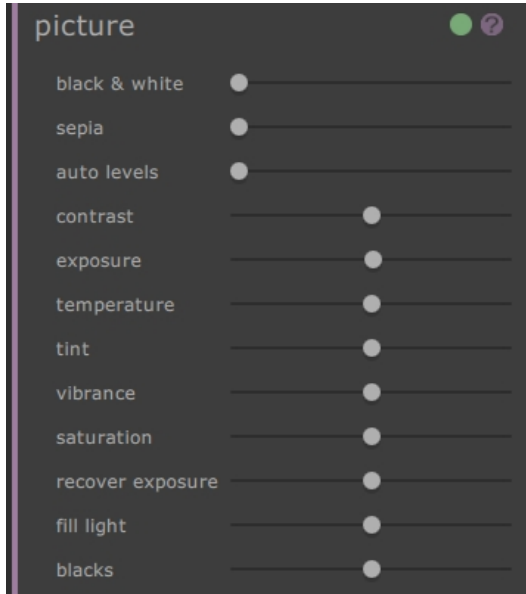 picture
?
black & white
sepia
auto levels
contrast
exposure
temperature
tint
vibrance
saturation
recover exposure
fill light
blacks